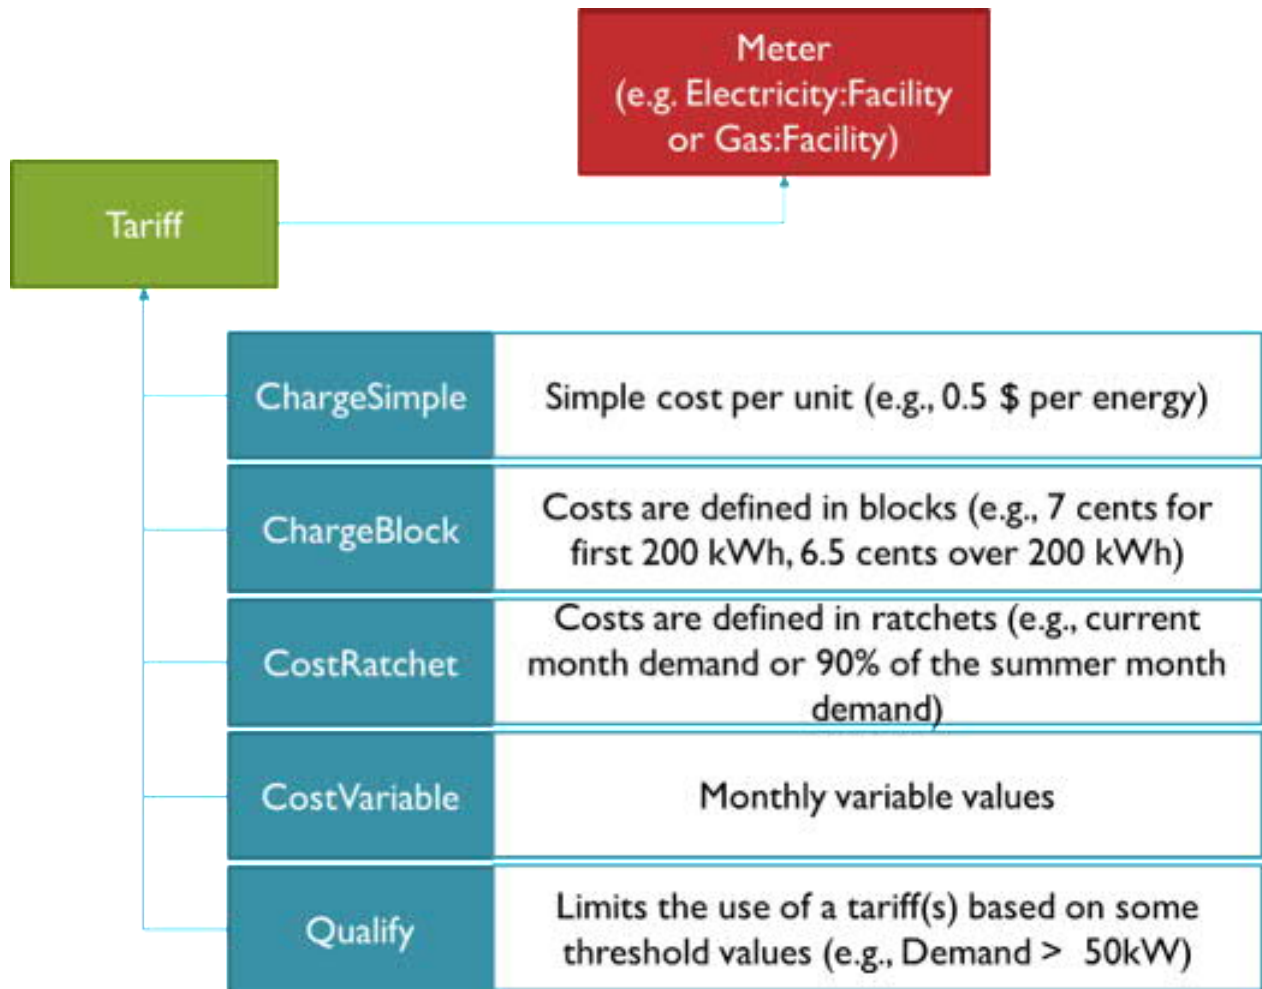 Meter
(e.g. Electricity:Facility
or Gas:Facility)
Tariff
ChargeSimple
Simple cost per unit (e.g., 0.5 $ per energy)
ChargeBlock
Costs are defined in blocks (e.g., 7 cents for
first 200 kWh, 6.5 cents over 200 kWh)
CostRatchet
Costs are defined in ratchets (e.g., current
month demand or 90% of the summer month
demand)
CostVariable
Monthly variable values
Qualify
Limits the use of a tariff(s) based on some
threshold values (e.g., Demand > 50kW)